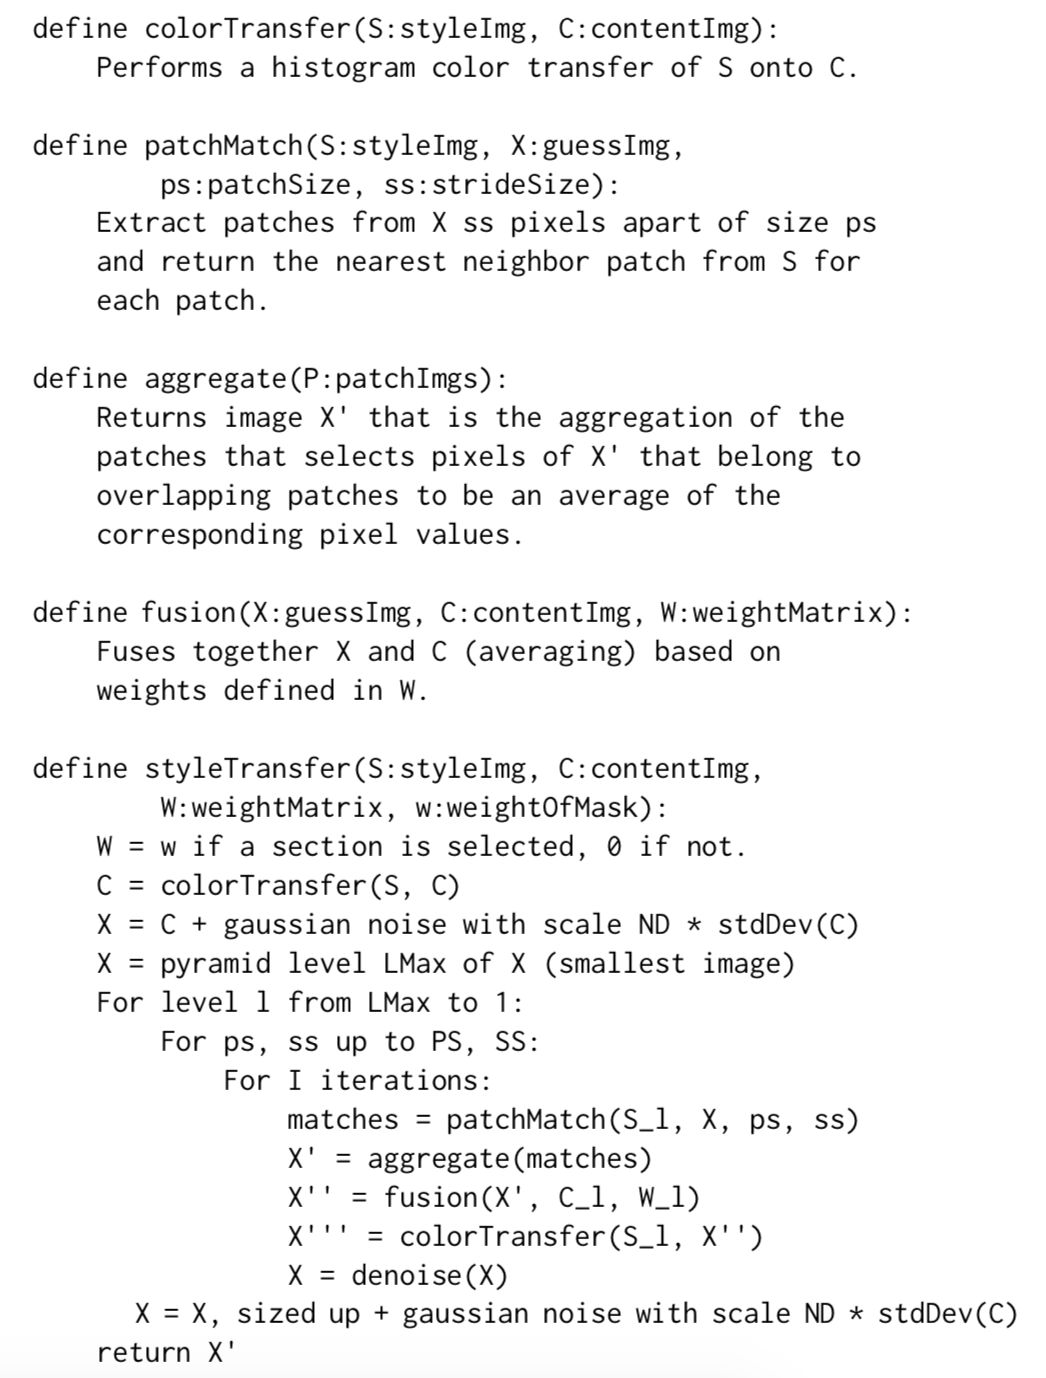 define colorTransfer(S:styleImg, C:contentImg):
    Performs a histogram color transfer of S onto C.

define patchMatch(S:styleImg, X:guessImg,
        ps:patchSize, ss:strideSize):
    Extract patches from X ss pixels apart of size ps
    and return the nearest neighbor patch from S for
    each patch.

define aggregate(P:patchImgs):
    Returns image X' that is the aggregation of the
    patches that selects pixels of X' that belong to
    overlapping patches to be an average of the
    corresponding pixel values.

define fusion(X:guessImg, C:contentImg, W:weightMatrix):
    Fuses together X and C (averaging) based on
    weights defined in W.

define styleTransfer(S:styleImg, C:contentImg,
        W:weightMatrix, w:weightOfMask):
    W = w if a section is selected, 0 if not.
    C = colorTransfer(S, C)
    X = C + gaussian noise with scale ND * stdDev(C)
    X = pyramid level LMax of X (smallest image)
    For level l from LMax to 1:
        For ps, ss up to PS, SS:
            For I iterations:
                matches = patchMatch(S_l, X, ps, ss)
                X' = aggregate(matches)
                X'' = fusion(X', C_l, W_l)
                X''' = colorTransfer(S_l, X'')
                X = denoise(X)
      X = X, sized up + gaussian noise with scale ND * stdDev(C)
    return X'